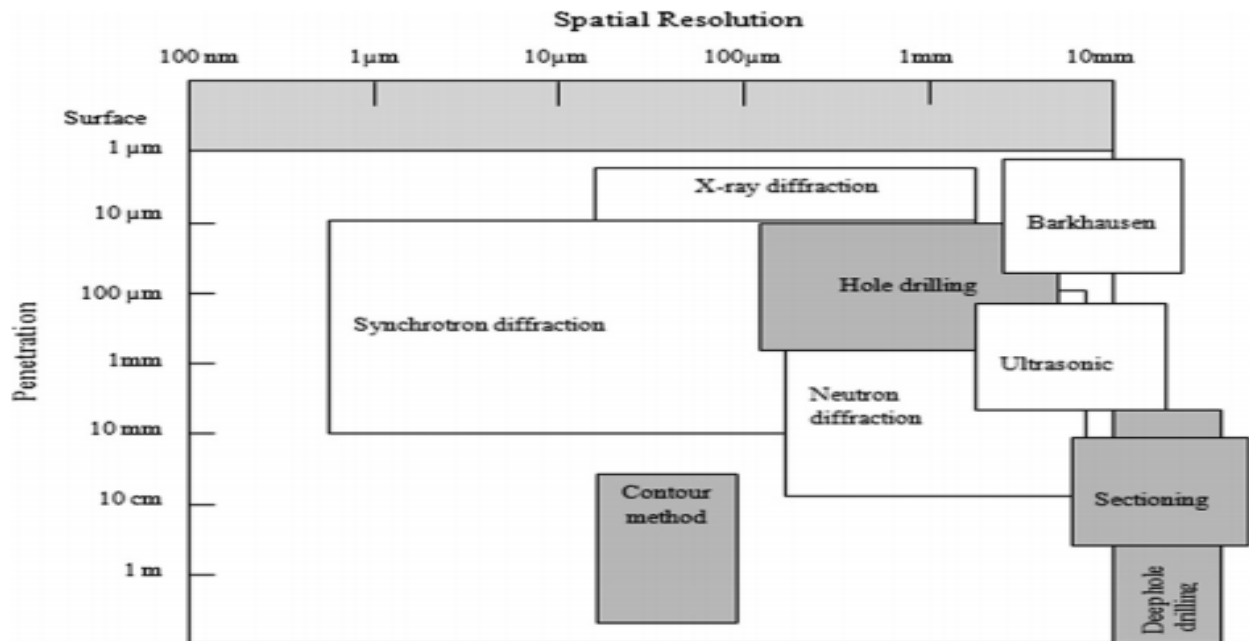 Spatial Resolution
100 nm
1µm
10µm
100µm
1mm
10mm
Surface
1 µm
10 µm
100 µm
1mm
10 mm
10 cm
1 m
Penetration
X-ray diffraction
Barkhausen
Hole drilling
Synchrotron diffraction
Ultrasonic
Neutron
diffraction
Contour
method
Sectioning
Deep hole
drilling